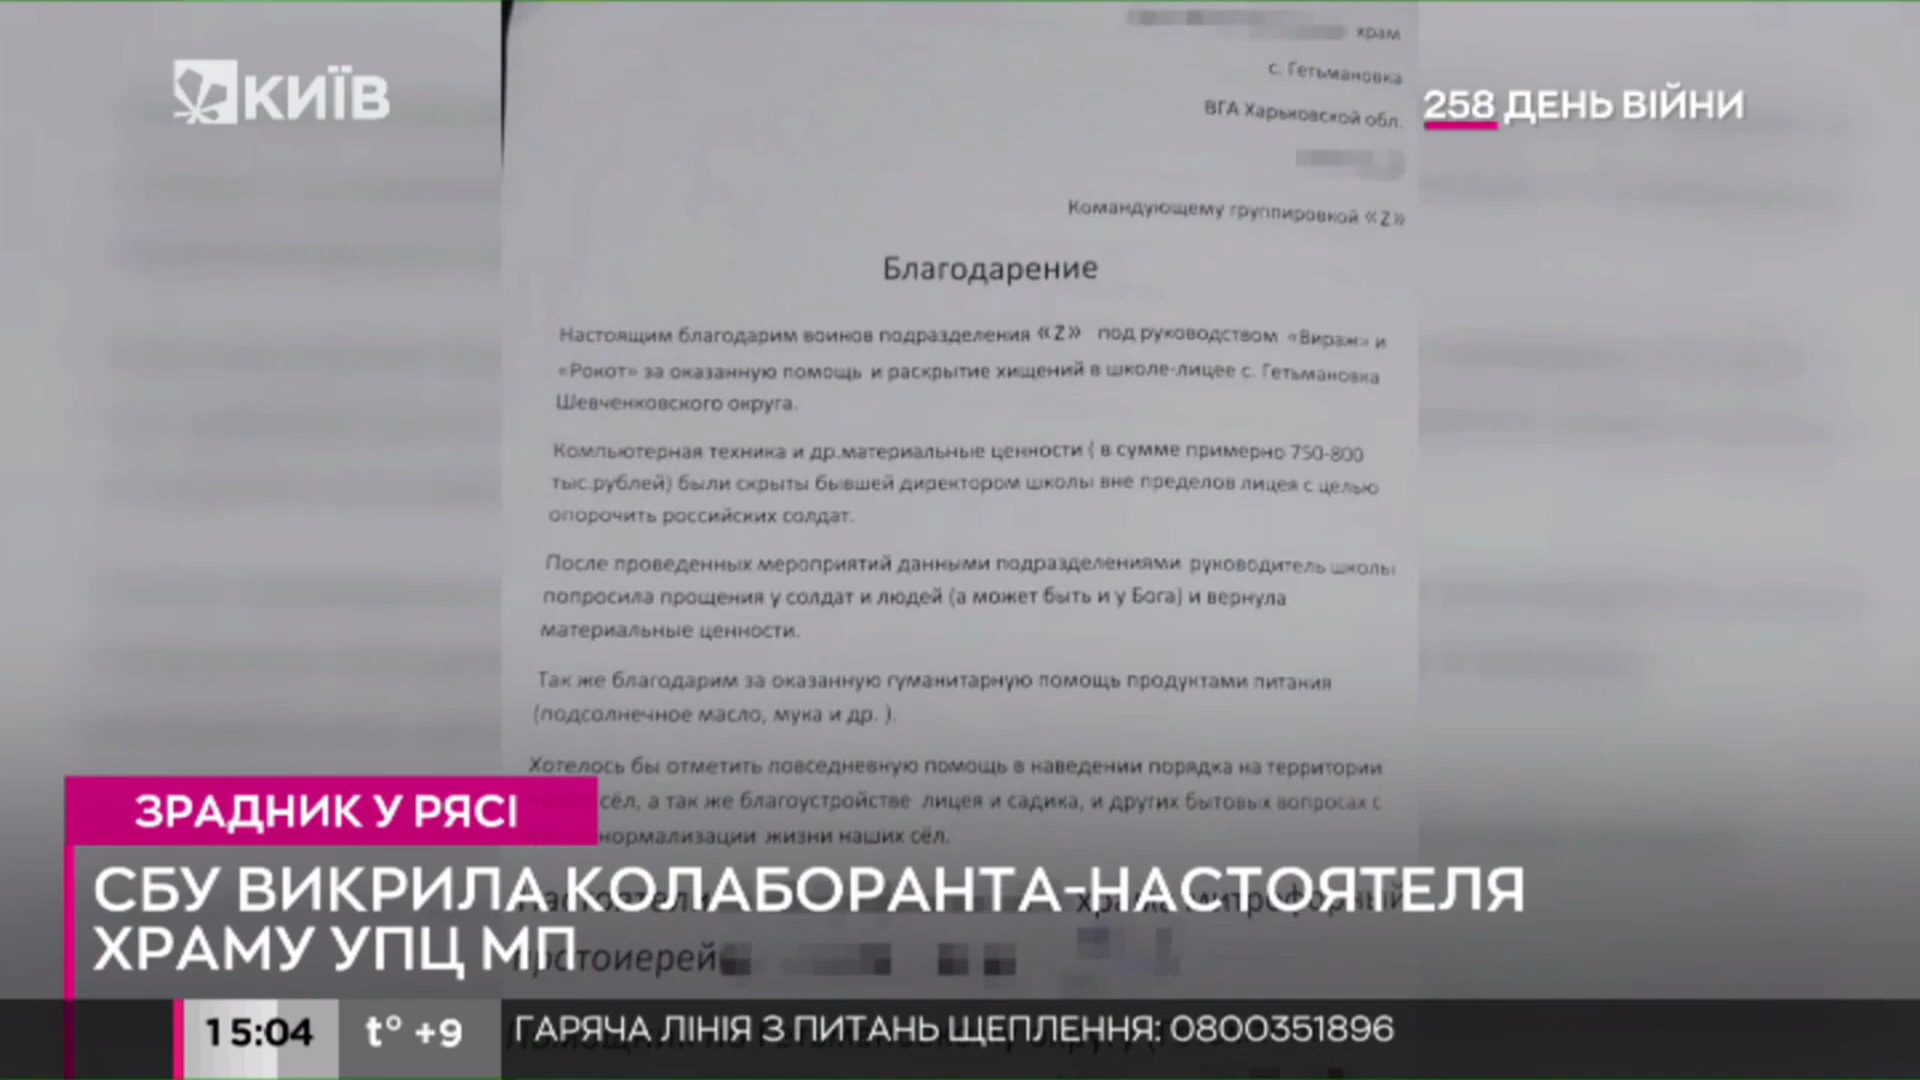 КИЇВ
258 ДЕНЬ ВІЙНИ
храм
с. Гетьмановка
ВГА Харьковской обл.
Командующему группировкой «Z»
Благодарение
Настоящим благодарим воинов подразделения «Z» под руководством «Вираж» и
«Рокот» за оказанную помощь и раскрытие хищений в школе-лицее с. Гетьмановка
Шевченковского округа.
Компьютерная техника и др.материальные ценности ( в сумме примерно 750-800
тыс.рублей) были скрыты бывшей директором школы вне пределов лицея с целью
опорочить российских солдат.
После проведенных мероприятий данными подразделениями руководитель школы
попросила прощения у солдат и людей (а может быть и у Бога) и вернула
материальные ценности.
Так же благодарим за оказанную гуманитарную помощь продуктами питания
(подсолнечное масло, мука и др. ).
Хотелось бы отметить повседневную помощь в наведении порядка на территории
сёл, а так же благоустройстве лицея и садика, и других бытовых вопросах с
нормализации жизни наших сёл.
ЗРАДНИК У РЯСІ
СБУ ВИКРИЛА КОЛАБОРАНТА-НАСТОЯТЕЛЯ
ХРАМУ УПЦ МП
протоиерей
15:04 t° +9 ГАРЯЧА ЛІНІЯ З ПИТАНЬ ЩЕПЛЕННЯ: 0800351896